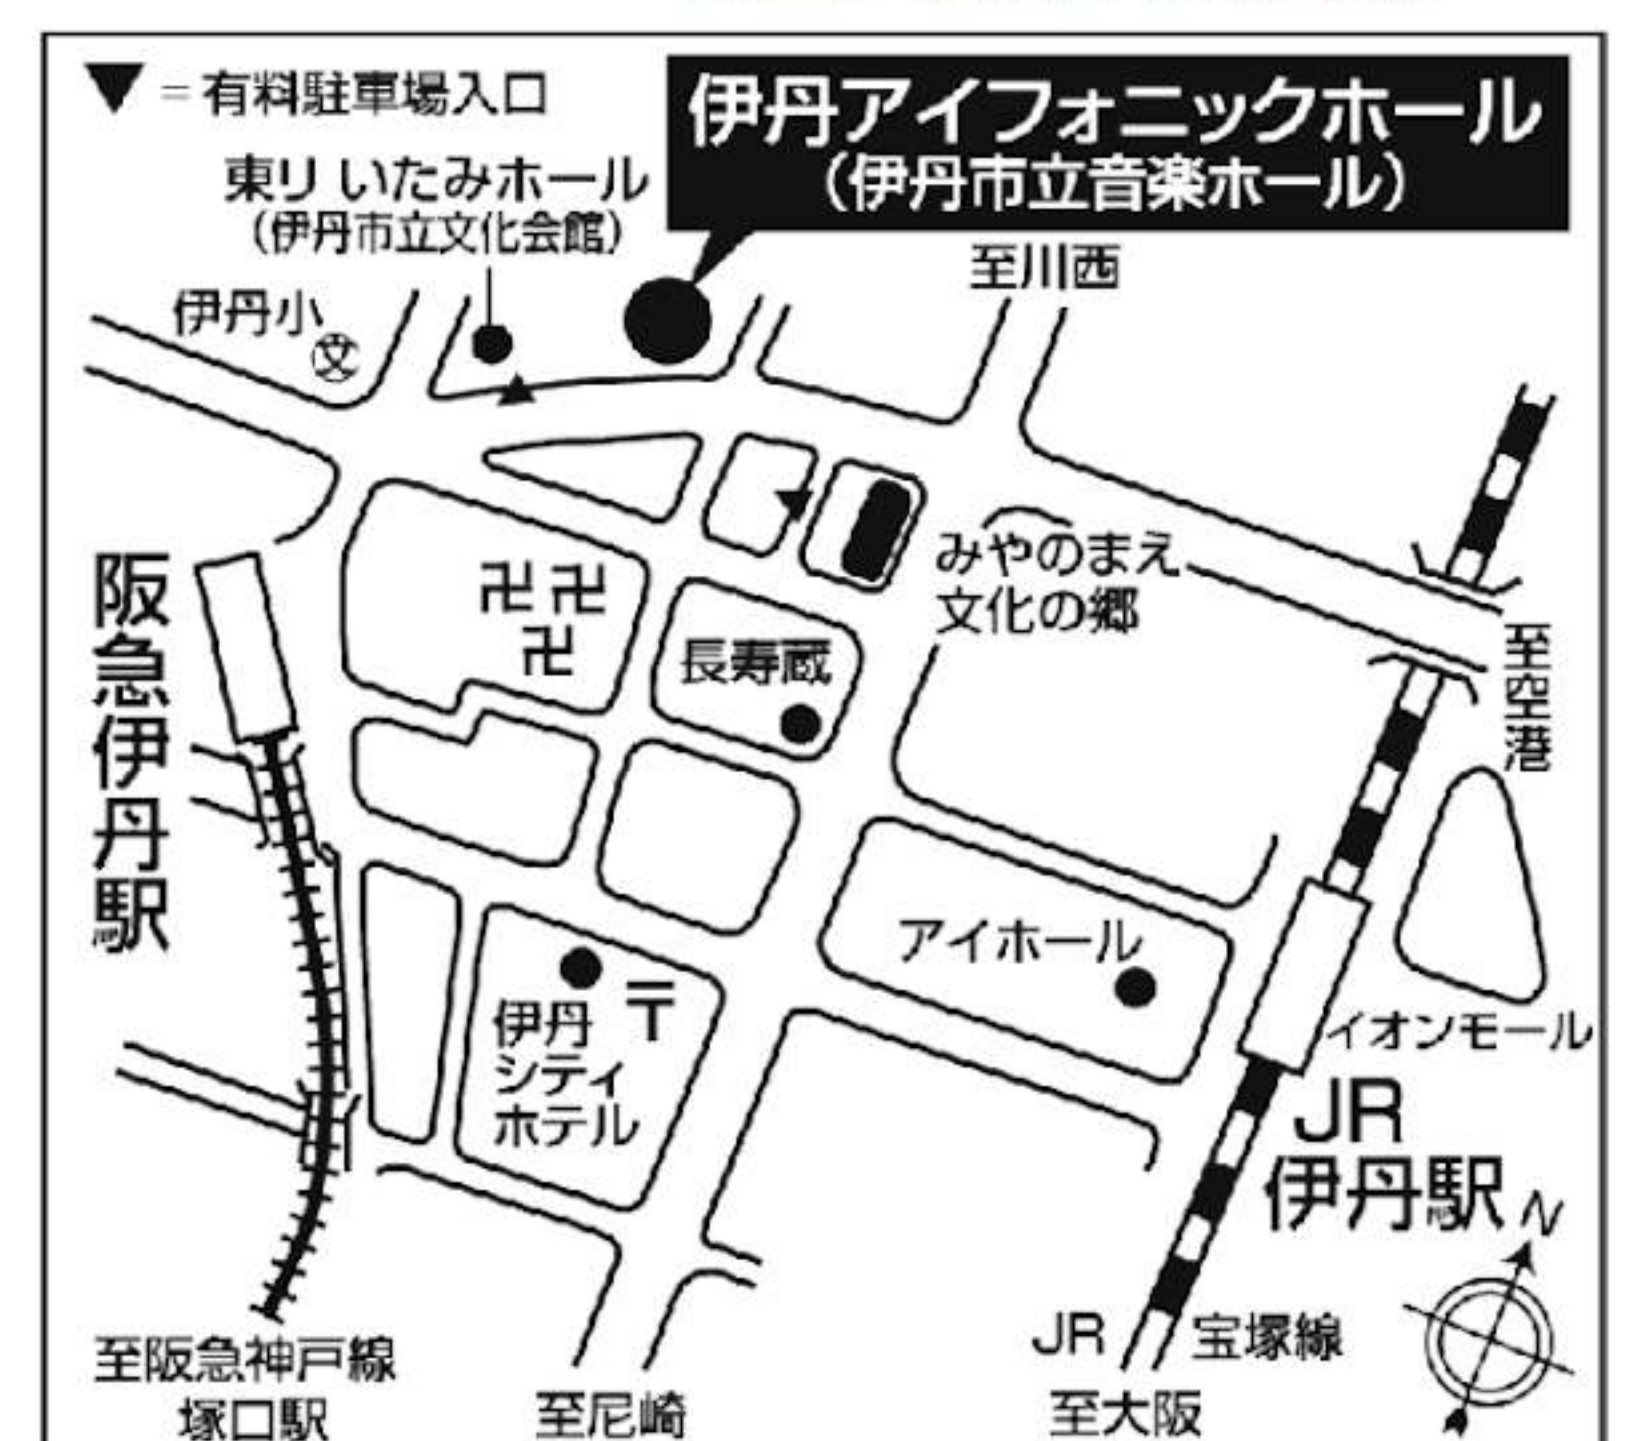 ▼=有料駐車場入口
伊丹アイフォニックホール
(伊丹市立音楽ホール)
東リ いたみホール
(伊丹市立文化会館)
至川西
伊丹小
文
みやのまえ
文化の郷
阪急伊丹駅
卍 卍
卍
長寿蔵
至空港
アイホール
イオンモール
伊丹
シティ
ホテル
〒
JR
伊丹駅
N
JR 宝塚線
至阪急神戸線
塚口駅
至尼崎
至大阪